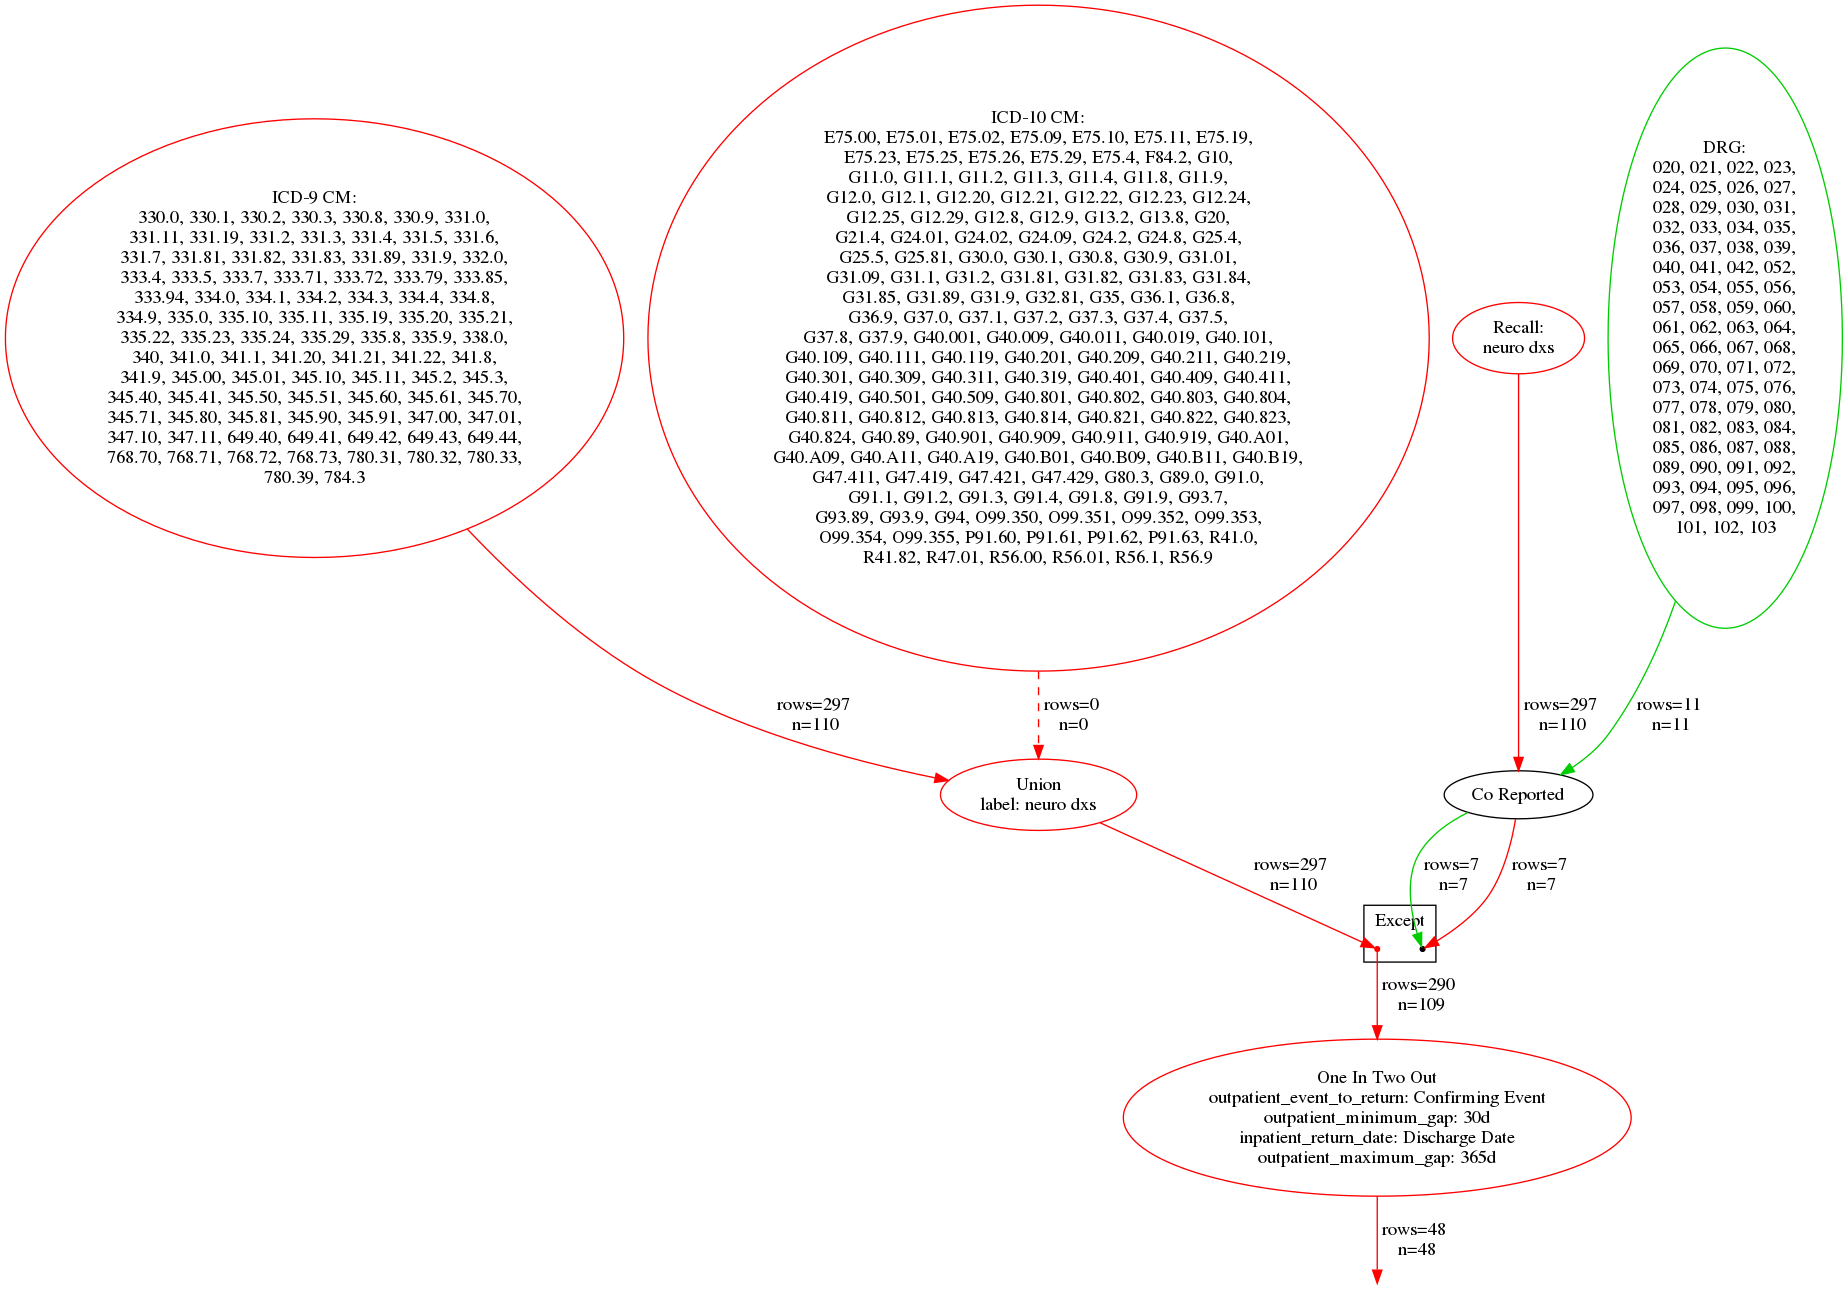 ICD-9 CM:
330.0, 330.1, 330.2, 330.3, 330.8, 330.9, 331.0,
331.11, 331.19, 331.2, 331.3, 331.4, 331.5, 331.6,
331.7, 331.81, 331.82, 331.83, 331.89, 331.9, 332.0,
333.4, 333.5, 333.7, 333.71, 333.72, 333.79, 333.85,
333.94, 334.0, 334.1, 334.2, 334.3, 334.4, 334.8,
334.9, 335.0, 335.10, 335.11, 335.19, 335.20, 335.21,
335.22, 335.23, 335.24, 335.29, 335.8, 335.9, 338.0,
340, 341.0, 341.1, 341.20, 341.21, 341.22, 341.8,
341.9, 345.00, 345.01, 345.10, 345.11, 345.2, 345.3,
345.40, 345.41, 345.50, 345.51, 345.60, 345.61, 345.70,
345.71, 345.80, 345.81, 345.90, 345.91, 347.00, 347.01,
347.10, 347.11, 649.40, 649.41, 649.42, 649.43, 649.44,
768.70, 768.71, 768.72, 768.73, 780.31, 780.32, 780.33,
780.39, 784.3
ICD-10 CM:
E75.00, E75.01, E75.02, E75.09, E75.10, E75.11, E75.19,
E75.23, E75.25, E75.26, E75.29, E75.4, F84.2, G10,
G11.0, G11.1, G11.2, G11.3, G11.4, G11.8, G11.9,
G12.0, G12.1, G12.20, G12.21, G12.22, G12.23, G12.24,
G12.25, G12.29, G12.8, G12.9, G13.2, G13.8, G20,
G21.4, G24.01, G24.02, G24.09, G24.2, G24.8, G25.4,
G25.5, G25.81, G30.0, G30.1, G30.8, G30.9, G31.01,
G31.09, G31.1, G31.2, G31.81, G31.82, G31.83, G31.84,
G31.85, G31.89, G31.9, G32.81, G35, G36.1, G36.8,
G36.9, G37.0, G37.1, G37.2, G37.3, G37.4, G37.5,
G37.8, G37.9, G40.001, G40.009, G40.011, G40.019, G40.101,
G40.109, G40.111, G40.119, G40.201, G40.209, G40.211, G40.219,
G40.301, G40.309, G40.311, G40.319, G40.401, G40.409, G40.411,
G40.419, G40.501, G40.509, G40.801, G40.802, G40.803, G40.804,
G40.811, G40.812, G40.813, G40.814, G40.821, G40.822, G40.823,
G40.824, G40.89, G40.901, G40.909, G40.911, G40.919, G40.A01,
G40.A09, G40.A11, G40.A19, G40.B01, G40.B09, G40.B11, G40.B19,
G47.411, G47.419, G47.421, G47.429, G80.3, G89.0, G91.0,
G91.1, G91.2, G91.3, G91.4, G91.8, G91.9, G93.7,
G93.89, G93.9, G94, O99.350, O99.351, O99.352, O99.353,
O99.354, O99.355, P91.60, P91.61, P91.62, P91.63, R41.0,
R41.82, R47.01, R56.00, R56.01, R56.1, R56.9
Recall:
neuro dxs
DRG:
020, 021, 022, 023,
024, 025, 026, 027,
028, 029, 030, 031,
032, 033, 034, 035,
036, 037, 038, 039,
040, 041, 042, 052,
053, 054, 055, 056,
057, 058, 059, 060,
061, 062, 063, 064,
065, 066, 067, 068,
069, 070, 071, 072,
073, 074, 075, 076,
077, 078, 079, 080,
081, 082, 083, 084,
085, 086, 087, 088,
089, 090, 091, 092,
093, 094, 095, 096,
097, 098, 099, 100,
101, 102, 103
rows=297
n=110
rows=0
n=0
rows=297
n=110
rows=11
n=11
Union
label: neuro dxs
Co Reported
rows=297
n=110
rows=7
n=7
rows=7
n=7
Except
rows=290
n=109
One In Two Out
outpatient_event_to_return: Confirming Event
outpatient_minimum_gap: 30d
inpatient_return_date: Discharge Date
outpatient_maximum_gap: 365d
rows=48
n=48